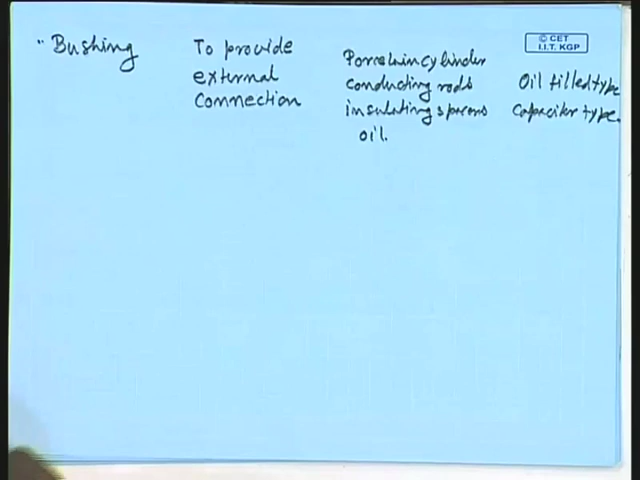 © CET
I.I.T. KGP
" Bushing
To provide
external
Connection
Porcelain cylinder
conducting rods
insulating spacers
oil.
Oil filled type
Capacitor type.